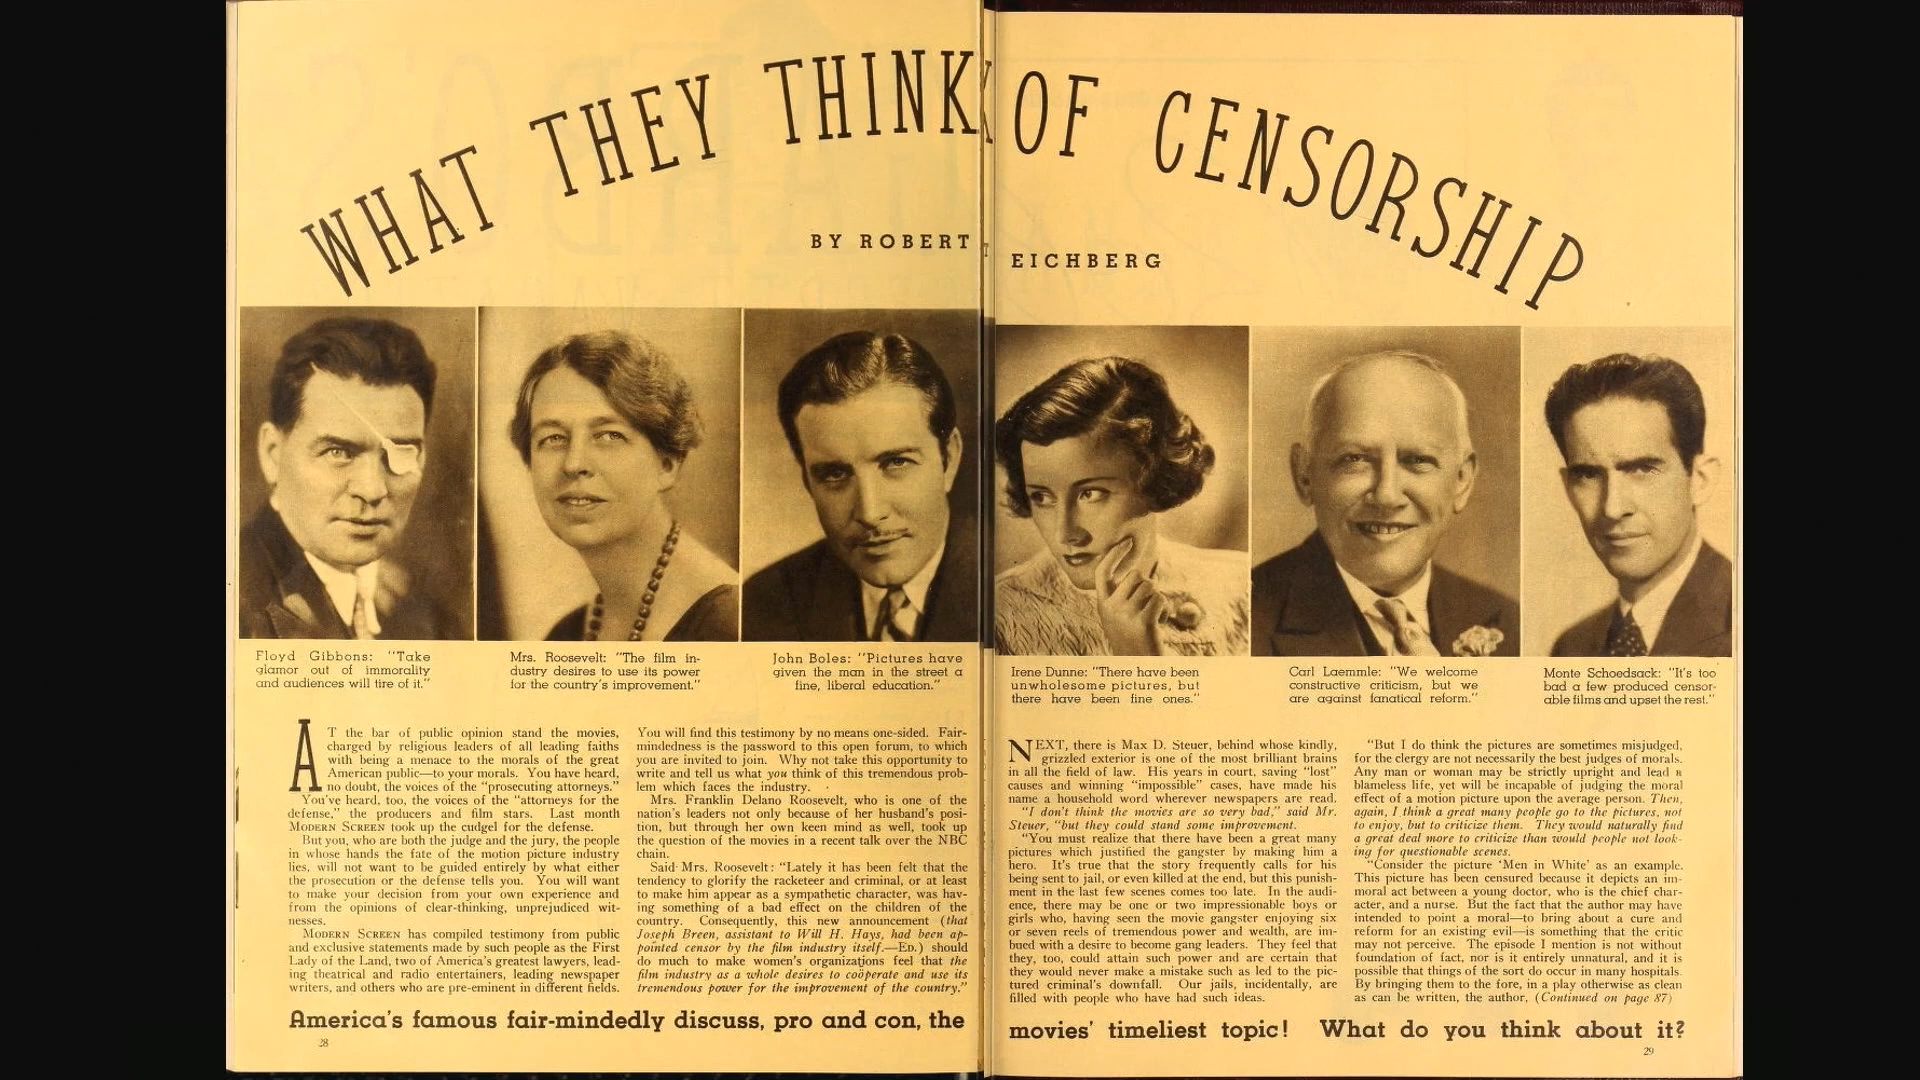 WHAT THEY THINK OF CENSORSHIP
BY ROBERT EICHBERG
Floyd Gibbons: "Take
glamor out of immorality
and audiences will tire of it."
Mrs. Roosevelt: "The film in-
dustry desires to use its power
for the country's improvement."
John Boles: "Pictures have
given the man in the street a
fine, liberal education."
Irene Dunne: "There have been
unwholesome pictures, but
there have been fine ones."
Carl Laemmle: "We welcome
constructive criticism, but we
are against fanatical reform."
Monte Schoedsack: "It's too
bad a few produced censor-
able films and upset the rest."
AT the bar of public opinion stand the movies,
charged by religious leaders of all leading faiths
with being a menace to the morals of the great
American public—to your morals. You have heard,
no doubt, the voices of the "prosecuting attorneys."
You've heard, too, the voices of the "attorneys for the
defense," the producers and film stars. Last month
MODERN SCREEN took up the cudgel for the defense.
But you, who are both the judge and the jury, the people
in whose hands the fate of the motion picture industry
lies, will not want to be guided entirely by what either
the prosecution or the defense tells you. You will want
to make your decision from your own experience and
from the opinions of clear-thinking, unprejudiced wit-
nesses.
MODERN SCREEN has compiled testimony from public
and exclusive statements made by such people as the First
Lady of the Land, two of America's greatest lawyers, lead-
ing theatrical and radio entertainers, leading newspaper
writers, and others who are pre-eminent in different fields.
You will find this testimony by no means one-sided. Fair-
mindedness is the password to this open forum, to which
you are invited to join. Why not take this opportunity to
write and tell us what you think of this tremendous prob-
lem which faces the industry.
Mrs. Franklin Delano Roosevelt, who is one of the
nation's leaders not only because of her husband's posi-
tion, but through her own keen mind as well, took up
the question of the movies in a recent talk over the NBC
chain.
Said Mrs. Roosevelt: "Lately it has been felt that the
tendency to glorify the racketeer and criminal, or at least
to make him appear as a sympathetic character, was hav-
ing something of a bad effect on the children of the
country. Consequently, this new announcement (that
Joseph Breen, assistant to Will H. Hays, had been ap-
pointed censor by the film industry itself.—ED.) should
do much to make women's organizations feel that the
film industry as a whole desires to coöperate and use its
tremendous power for the improvement of the country."
NEXT, there is Max D. Steuer, behind whose kindly,
grizzled exterior is one of the most brilliant brains
in all the field of law. His years in court, saving "lost"
causes and winning "impossible" cases, have made his
name a household word wherever newspapers are read.
"I don't think the movies are so very bad," said Mr.
Steuer, "but they could stand some improvement.
"You must realize that there have been a great many
pictures which justified the gangster by making him a
hero. It's true that the story frequently calls for his
being sent to jail, or even killed at the end, but this punish-
ment in the last few scenes comes too late. In the audi-
ence, there may be one or two impressionable boys or
girls who, having seen the movie gangster enjoying six
or seven reels of tremendous power and wealth, are im-
bued with a desire to become gang leaders. They feel that
they, too, could attain such power and are certain that
they would never make a mistake such as led to the pic-
tured criminal's downfall. Our jails, incidentally, are
filled with people who have had such ideas.
"But I do think the pictures are sometimes misjudged,
for the clergy are not necessarily the best judges of morals.
Any man or woman may be strictly upright and lead a
blameless life, yet will be incapable of judging the moral
effect of a motion picture upon the average person. Then,
again, I think a great many people go to the pictures, not
to enjoy, but to criticize them. They would naturally find
a great deal more to criticize than would people not look-
ing for questionable scenes.
"Consider the picture 'Men in White' as an example.
This picture has been censured because it depicts an im-
moral act between a young doctor, who is the chief char-
acter, and a nurse. But the fact that the author may have
intended to point a moral—to bring about a cure and
reform for an existing evil—is something that the critic
may not perceive. The episode I mention is not without
foundation of fact, nor is it entirely unnatural, and it is
possible that things of the sort do occur in many hospitals.
By bringing them to the fore, in a play otherwise as clean
as can be written, the author, (Continued on page 87)
America's famous fair-mindedly discuss, pro and con, the movies' timeliest topic! What do you think about it?
28
29